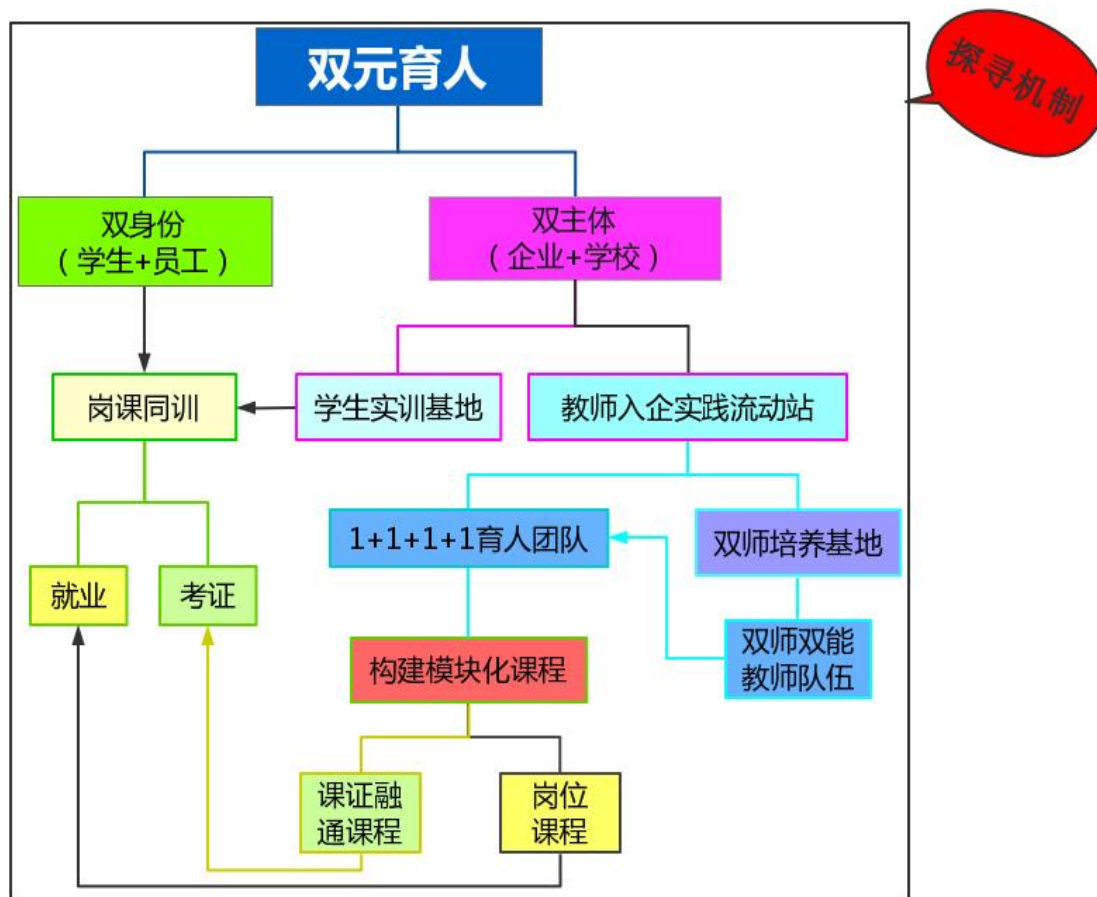 探寻机制
双元育人
双身份
（学生+员工）
双主体
（企业+学校）
岗课同训
学生实训基地
教师入企实践流动站
1+1+1+1育人团队
双师培养基地
就业
考证
双师双能
教师队伍
构建模块化课程
课证融
通课程
岗位
课程